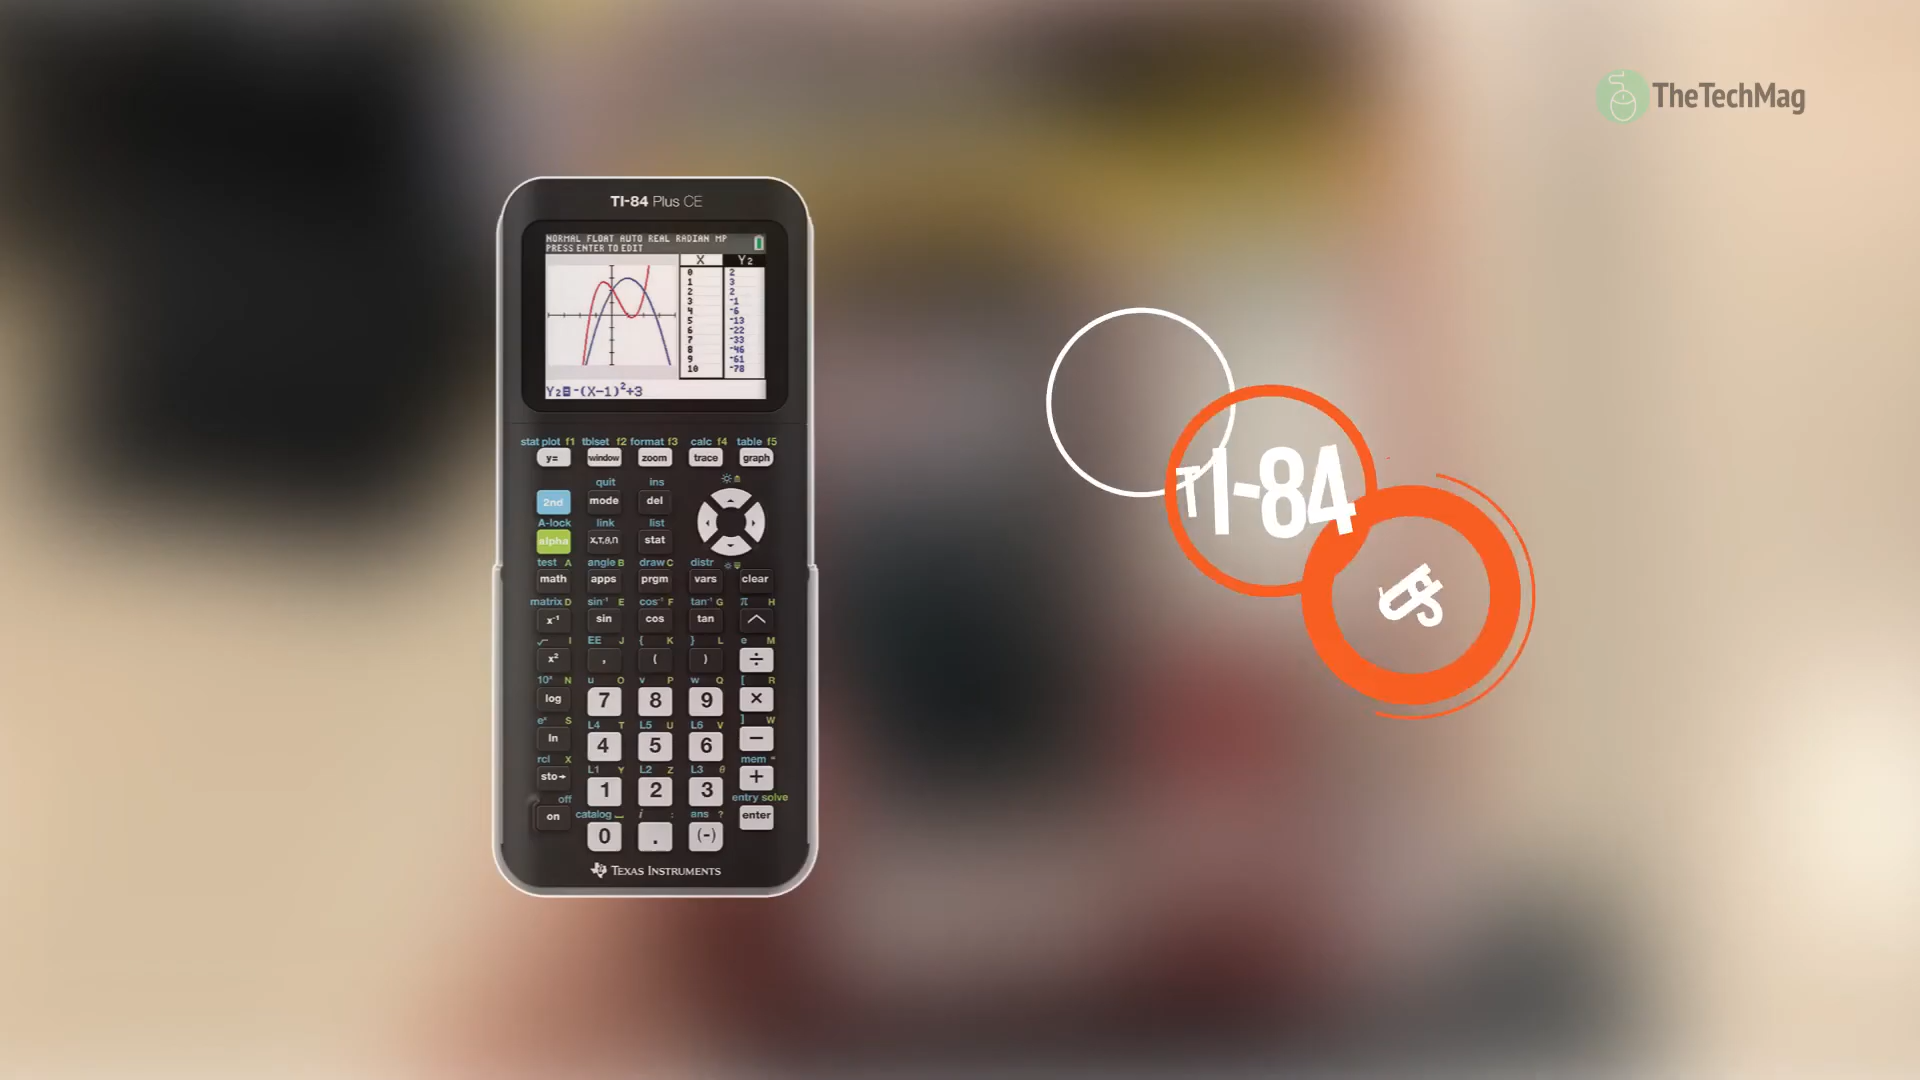 TheTechMag
TI-84 Plus CE
NORMAL FLOAT AUTO REAL RADIAN MP
PRESS ENTER TO EDIT
X Y2
0 2
1 3
2 2
3 -1
4 -6
5 -13
6 -22
7 -33
8 -46
9 -61
10 -78
Y2=-(X-1)²+3
stat plot f1 tblset f2 format f3 calc f4 table f5
y= window zoom trace graph
quit ins
2nd mode del
A-lock link list
alpha X,T,θ,n stat
test A angle B draw C distr
math apps prgm vars clear
matrix D sin⁻¹ E cos⁻¹ F tan⁻¹ G π H
x⁻¹ sin cos tan ^
√ I EE J { K } L e M
x² , ( ) ÷
10ˣ N u O v P w Q [ R
log 7 8 9 ×
eˣ S L4 T L5 U L6 V ] W
ln 4 5 6 −
rcl X L1 Y L2 Z L3 θ mem "
sto→ 1 2 3 +
off catalog i : ans ? entry solve
on 0 . (-) enter
TEXAS INSTRUMENTS
TI-84